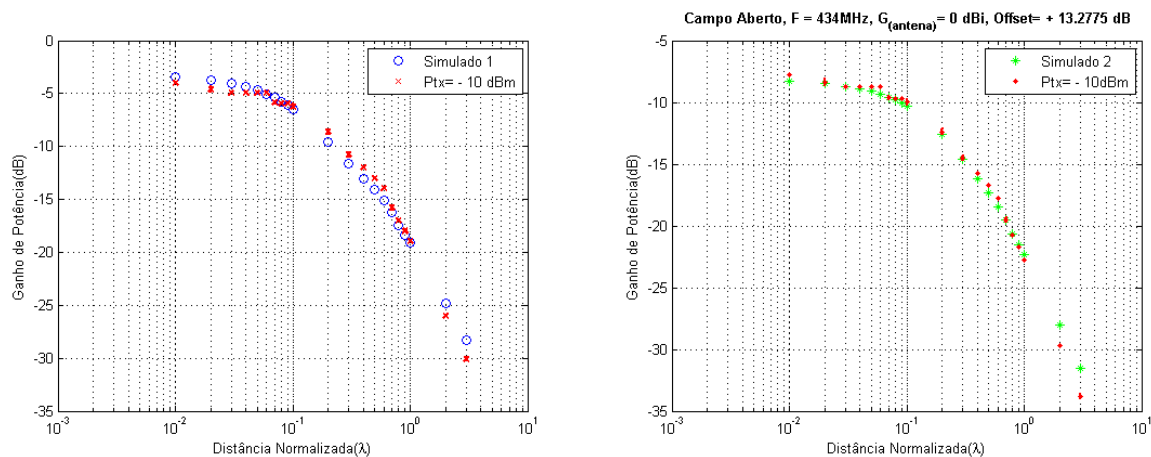 Campo Aberto, F = 434MHz, G(antena)= 0 dBi, Offset= + 13.2775 dB
0
-5
-10
-15
-20
-25
-30
-35
Ganho de Potência(dB)
Simulado 1
Ptx= - 10 dBm
10^-3
10^-2
10^-1
10^0
10^1
Distância Normalizada(λ)
-5
-10
-15
-20
-25
-30
-35
Ganho de Potência(dB)
Simulado 2
Ptx= - 10dBm
10^-3
10^-2
10^-1
10^0
10^1
Distância Normalizada(λ)